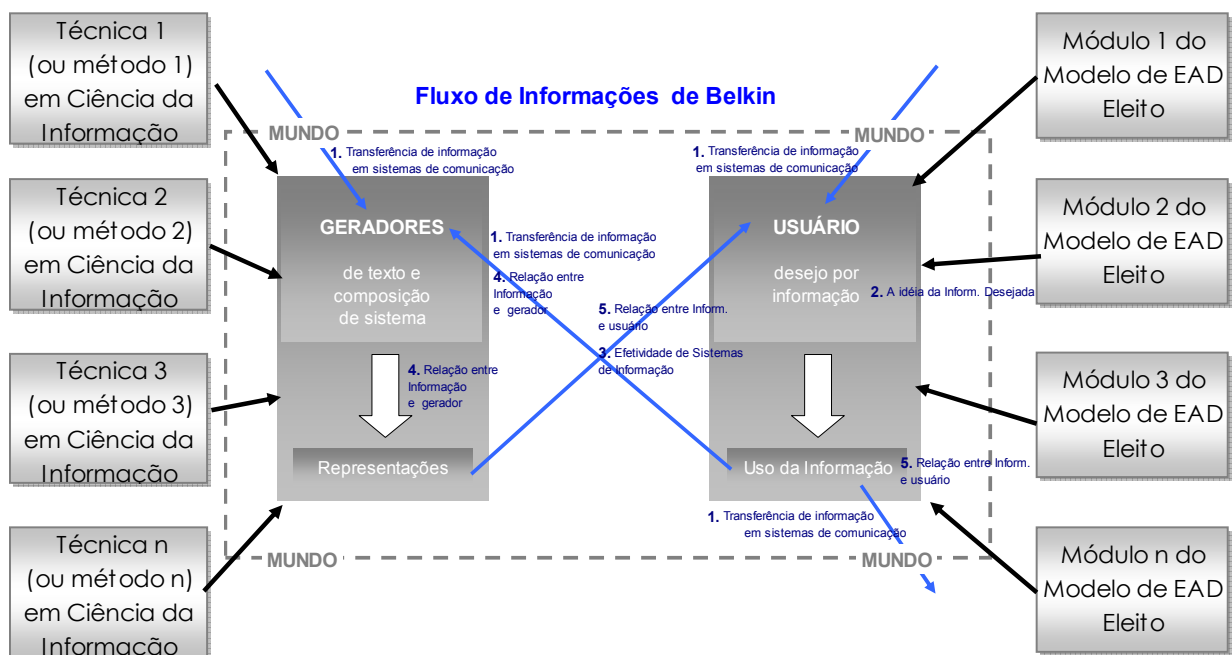 Técnica 1
(ou método 1)
em Ciência da
Informação
Técnica 2
(ou método 2)
em Ciência da
Informação
Técnica 3
(ou método 3)
em Ciência da
Informação
Técnica n
(ou método n)
em Ciência da
Informação
Fluxo de Informações de Belkin
MUNDO
MUNDO
1. Transferência de informação
em sistemas de comunicação
1. Transferência de informação
em sistemas de comunicação
GERADORES
de texto e
composição
de sistema
1. Transferência de informação
em sistemas de comunicação
4. Relação entre
Informação
e gerador
4. Relação entre
Informação
e gerador
Representações
5. Relação entre Inform.
e usuário
3. Efetividade de Sistemas
de Informação
USUÁRIO
desejo por
informação
2. A idéia da Inform. Desejada
Uso da Informação
5. Relação entre Inform.
e usuário
1. Transferência de informação
em sistemas de comunicação
MUNDO
MUNDO
Módulo 1 do
Modelo de EAD
Eleito
Módulo 2 do
Modelo de EAD
Eleito
Módulo 3 do
Modelo de EAD
Eleito
Módulo n do
Modelo de EAD
Eleito